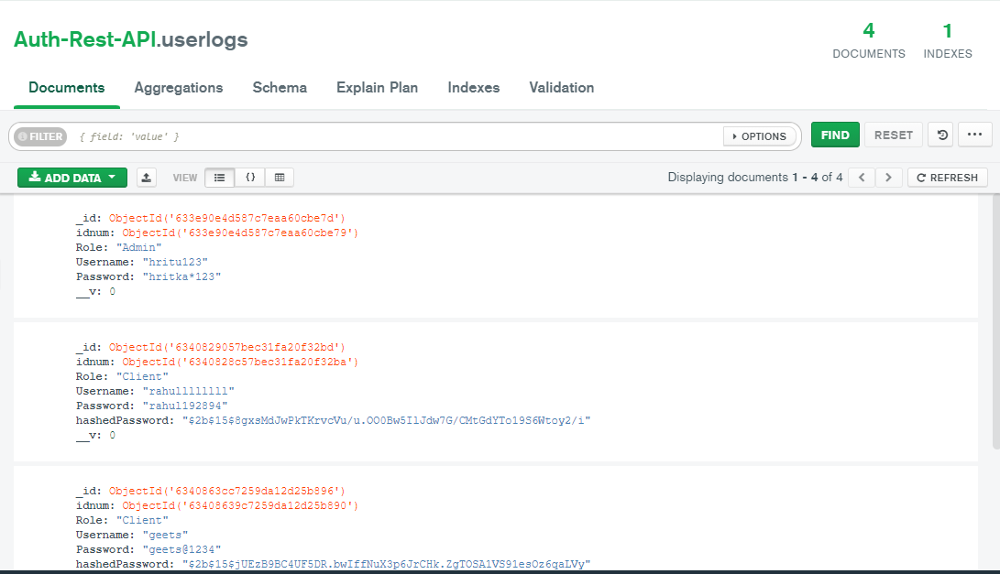 Auth-Rest-API.userlogs
4
DOCUMENTS
1
INDEXES
Documents
Aggregations
Schema
Explain Plan
Indexes
Validation
FILTER
{ field: 'value' }
OPTIONS
FIND
RESET
ADD DATA
VIEW
{}
Displaying documents 1 - 4 of 4
REFRESH
_id: ObjectId('633e90e4d587c7eaa60cbe7d')
idnum: ObjectId('633e90e4d587c7eaa60cbe79')
Role: "Admin"
Username: "hritu123"
Password: "hritka*123"
__v: 0
_id: ObjectId('6340829057bec31fa20f32bd')
idnum: ObjectId('6340828c57bec31fa20f32ba')
Role: "Client"
Username: "rahulllllllll"
Password: "rahul192894"
hashedPassword: "$2b$15$8gxsMdJwPkTKrvcVu/u.OO0Bw5IlJdw7G/CMtGdYTo19S6Wtoy2/i"
__v: 0
_id: ObjectId('6340863cc7259da12d25b896')
idnum: ObjectId('63408639c7259da12d25b890')
Role: "Client"
Username: "geets"
Password: "geets@1234"
hashedPassword: "$2b$15$jUEzB9BC4UF5DR.bwIffNuX3p6JrCHk.ZgTOSA1VS91esOz6qaLVy"